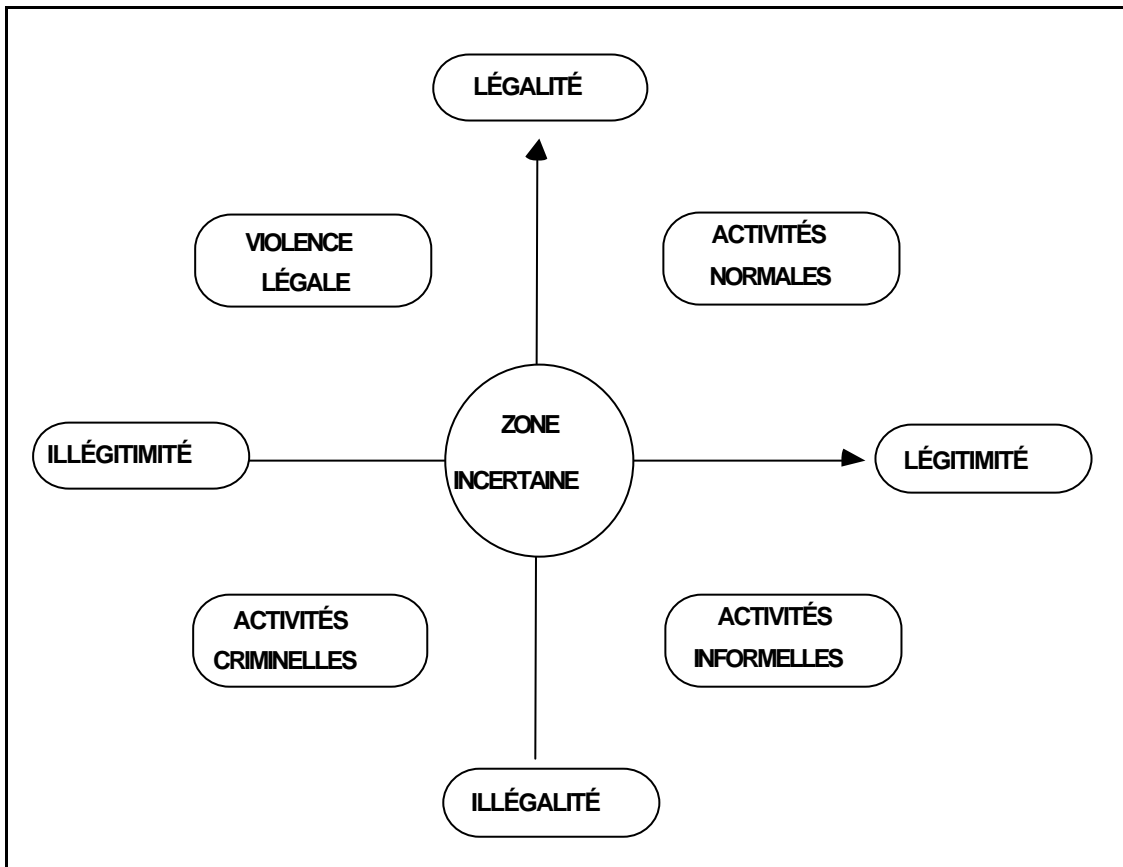 LÉGALITÉ
VIOLENCE
LÉGALE
ACTIVITÉS
NORMALES
ILLÉGITIMITÉ
ZONE
INCERTAINE
LÉGITIMITÉ
ACTIVITÉS
CRIMINELLES
ACTIVITÉS
INFORMELLES
ILLÉGALITÉ